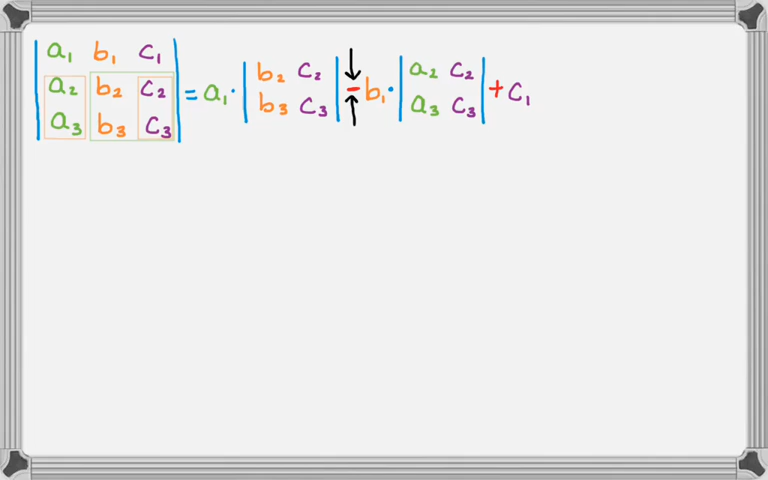 | a₁ b₁ c₁ |
| a₂ b₂ c₂ | = a₁ · | b₂ c₂ | − b₁ · | a₂ c₂ | + c₁
| a₃ b₃ c₃ | | b₃ c₃ | | a₃ c₃ |